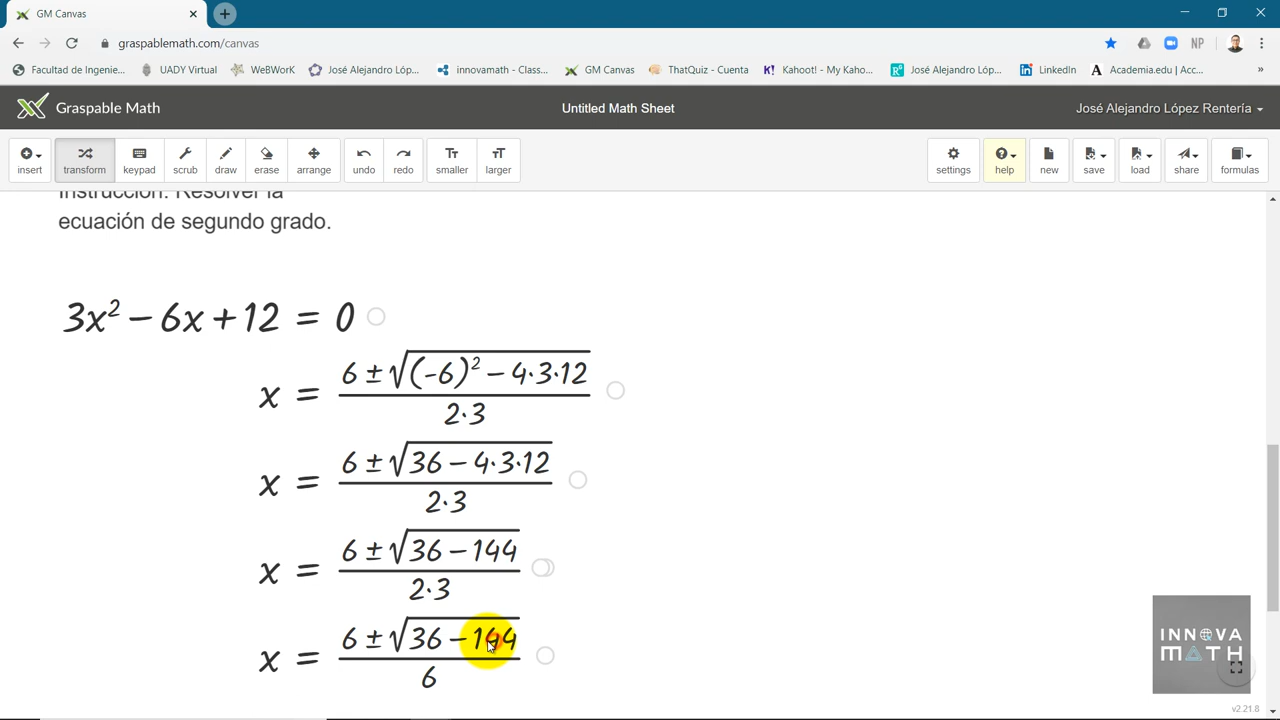 GM Canvas
graspablemath.com/canvas
NP
Facultad de Ingenie... UADY Virtual WeBWorK José Alejandro Lóp... innovamath - Class... GM Canvas ThatQuiz - Cuenta K! Kahoot! - My Kaho... José Alejandro Lóp... LinkedIn Academia.edu | Acc... »
Graspable Math Untitled Math Sheet José Alejandro López Rentería
insert transform keypad scrub draw erase arrange undo redo smaller larger settings help new save load share formulas
Instrucción: Resolver la
ecuación de segundo grado.
3x² − 6x + 12 = 0
x = (6 ± √((-6)² − 4·3·12)) / (2·3)
x = (6 ± √(36 − 4·3·12)) / (2·3)
x = (6 ± √(36 − 144)) / (2·3)
x = (6 ± √(36 − 144)) / 6
INNOVA
MATH
v2.21.8